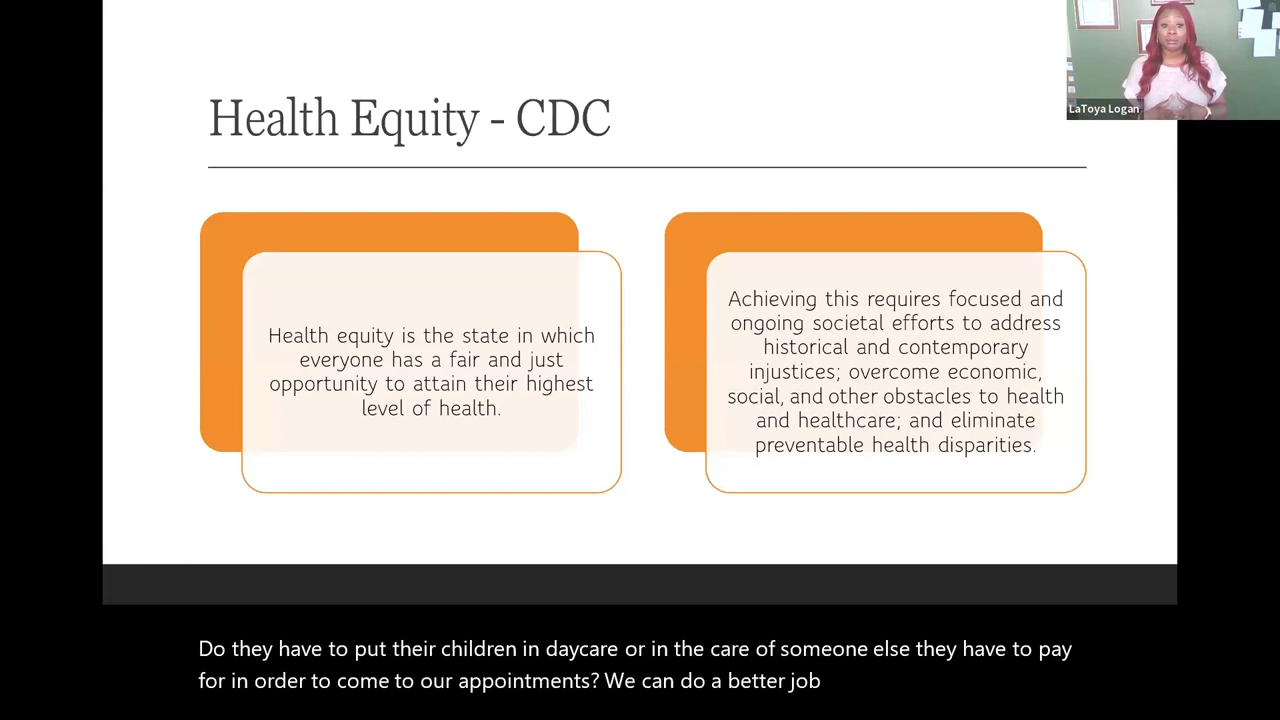 Health Equity - CDC
LaToya Logan
Health equity is the state in which
everyone has a fair and just
opportunity to attain their highest
level of health.
Achieving this requires focused and
ongoing societal efforts to address
historical and contemporary
injustices; overcome economic,
social, and other obstacles to health
and healthcare; and eliminate
preventable health disparities.
Do they have to put their children in daycare or in the care of someone else they have to pay
for in order to come to our appointments? We can do a better job